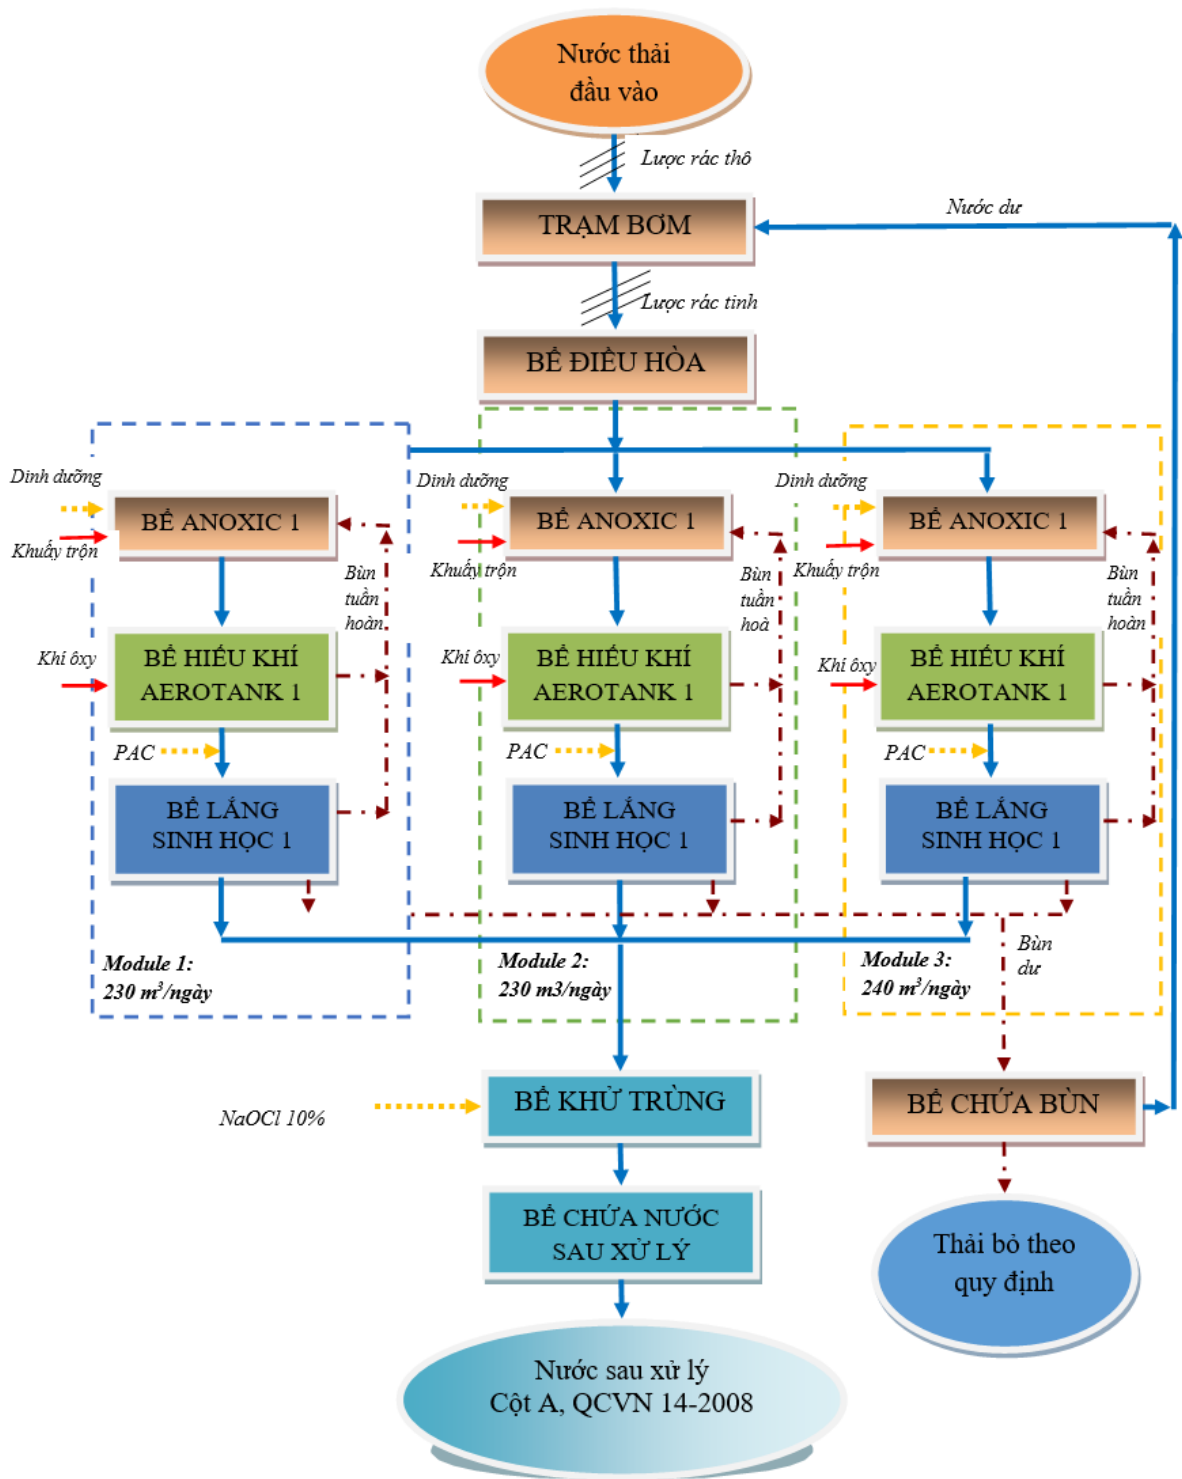 Nước thải
đầu vào
Lược rác thô
TRẠM BƠM
Nước dư
Lược rác tinh
BỂ ĐIỀU HÒA
Dinh dưỡng
BỂ ANOXIC 1
Khuấy trộn
Bùn
tuần
hoàn
Khí ôxy
BỂ HIẾU KHÍ
AEROTANK 1
PAC
BỂ LẮNG
SINH HỌC 1
Module 1:
230 m³/ngày
Dinh dưỡng
BỂ ANOXIC 1
Khuấy trộn
Bùn
tuần
hoà
Khí ôxy
BỂ HIẾU KHÍ
AEROTANK 1
PAC
BỂ LẮNG
SINH HỌC 1
Module 2:
230 m3/ngày
Dinh dưỡng
BỂ ANOXIC 1
Khuấy trộn
Bùn
tuần
hoàn
Khí ôxy
BỂ HIẾU KHÍ
AEROTANK 1
PAC
BỂ LẮNG
SINH HỌC 1
Module 3:
240 m³/ngày
Bùn
dư
NaOCl 10%
BỂ KHỬ TRÙNG
BỂ CHỨA BÙN
BỂ CHỨA NƯỚC
SAU XỬ LÝ
Thải bỏ theo
quy định
Nước sau xử lý
Cột A, QCVN 14-2008